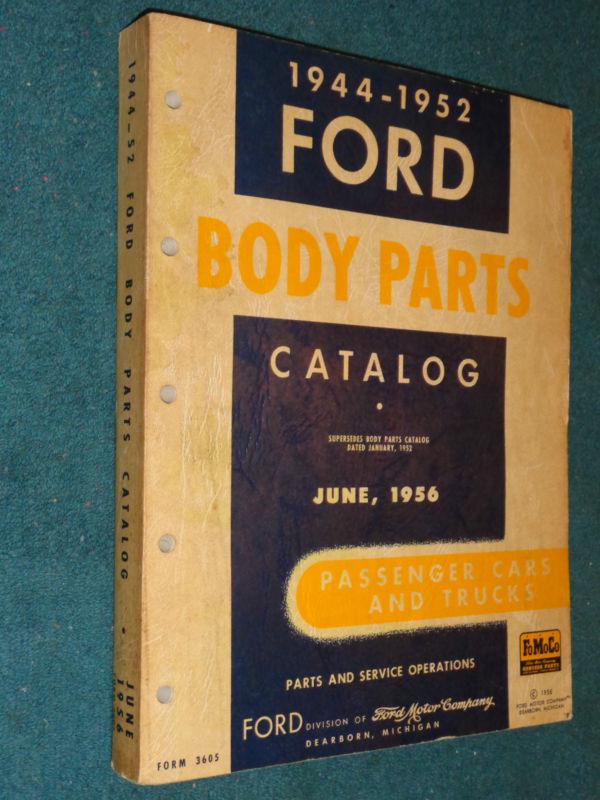 1944-1952
FORD
BODY PARTS
CATALOG
•
SUPERSEDES BODY PARTS CATALOG
DATED JANUARY, 1952
JUNE, 1956
PASSENGER CARS
AND TRUCKS
FoMoCo
PARTS AND SERVICE OPERATIONS
FORD DIVISION OF Ford Motor Company
DEARBORN, MICHIGAN
© 1956
FORD MOTOR COMPANY
DEARBORN, MICHIGAN
FORM 3605
1944-52 FORD BODY PARTS CATALOG • JUNE
1956